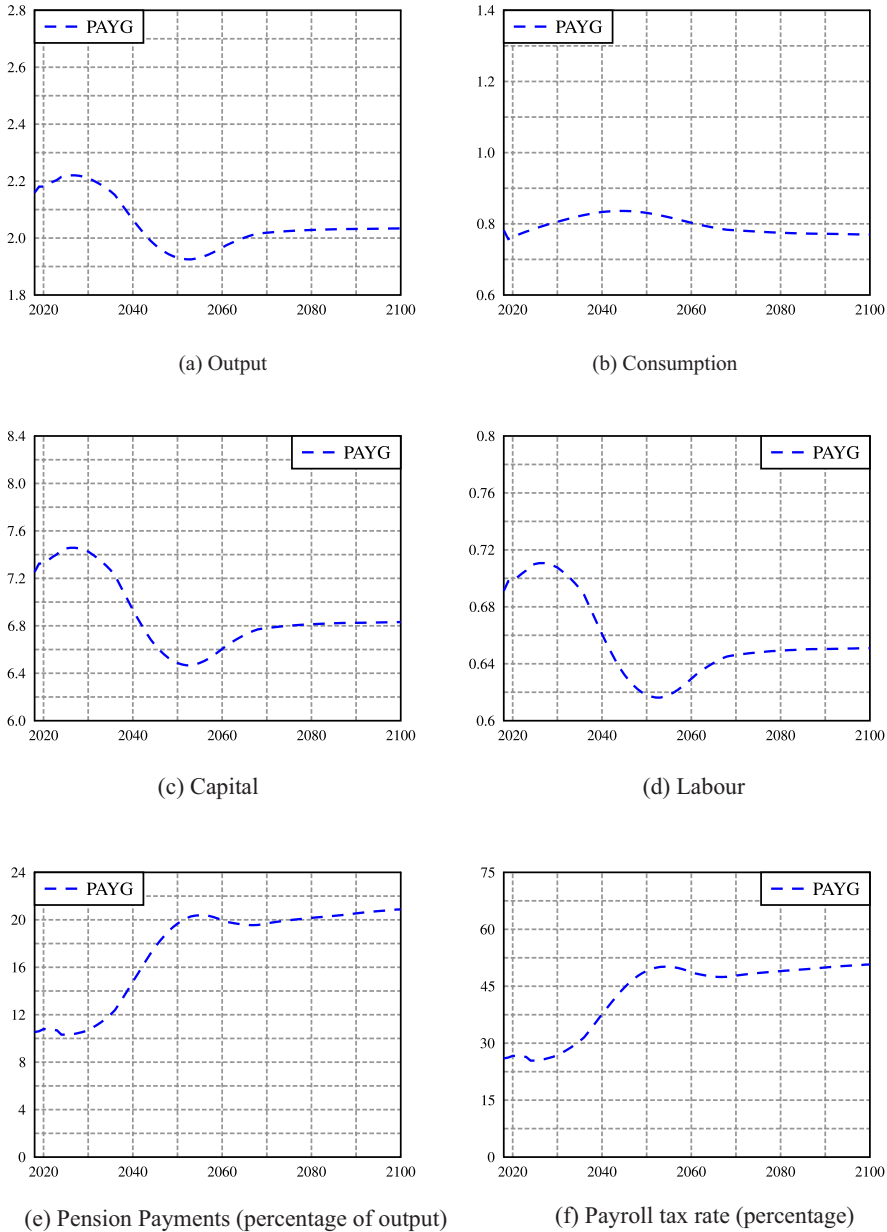 2.8
PAYG
2.6
2.4
2.2
2.0
1.8
2020 2040 2060 2080 2100
(a) Output
1.4
PAYG
1.2
1.0
0.8
0.6
2020 2040 2060 2080 2100
(b) Consumption
8.4
PAYG
8.0
7.6
7.2
6.8
6.4
6.0
2020 2040 2060 2080 2100
(c) Capital
0.8
PAYG
0.76
0.72
0.68
0.64
0.6
2020 2040 2060 2080 2100
(d) Labour
24
PAYG
20
16
12
8
4
0
2020 2040 2060 2080 2100
(e) Pension Payments (percentage of output)
75
PAYG
60
45
30
15
0
2020 2040 2060 2080 2100
(f) Payroll tax rate (percentage)